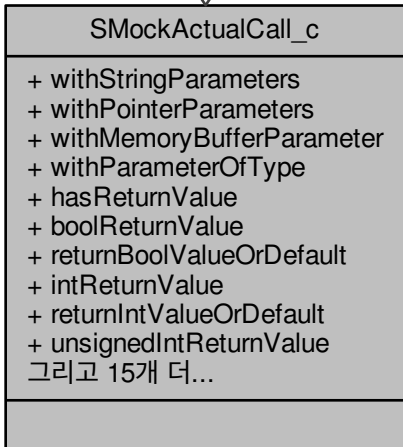 SMockActualCall_c
+ withStringParameters
+ withPointerParameters
+ withMemoryBufferParameter
+ withParameterOfType
+ hasReturnValue
+ boolReturnValue
+ returnBoolValueOrDefault
+ intReturnValue
+ returnIntValueOrDefault
+ unsignedIntReturnValue
그리고 15개 더...